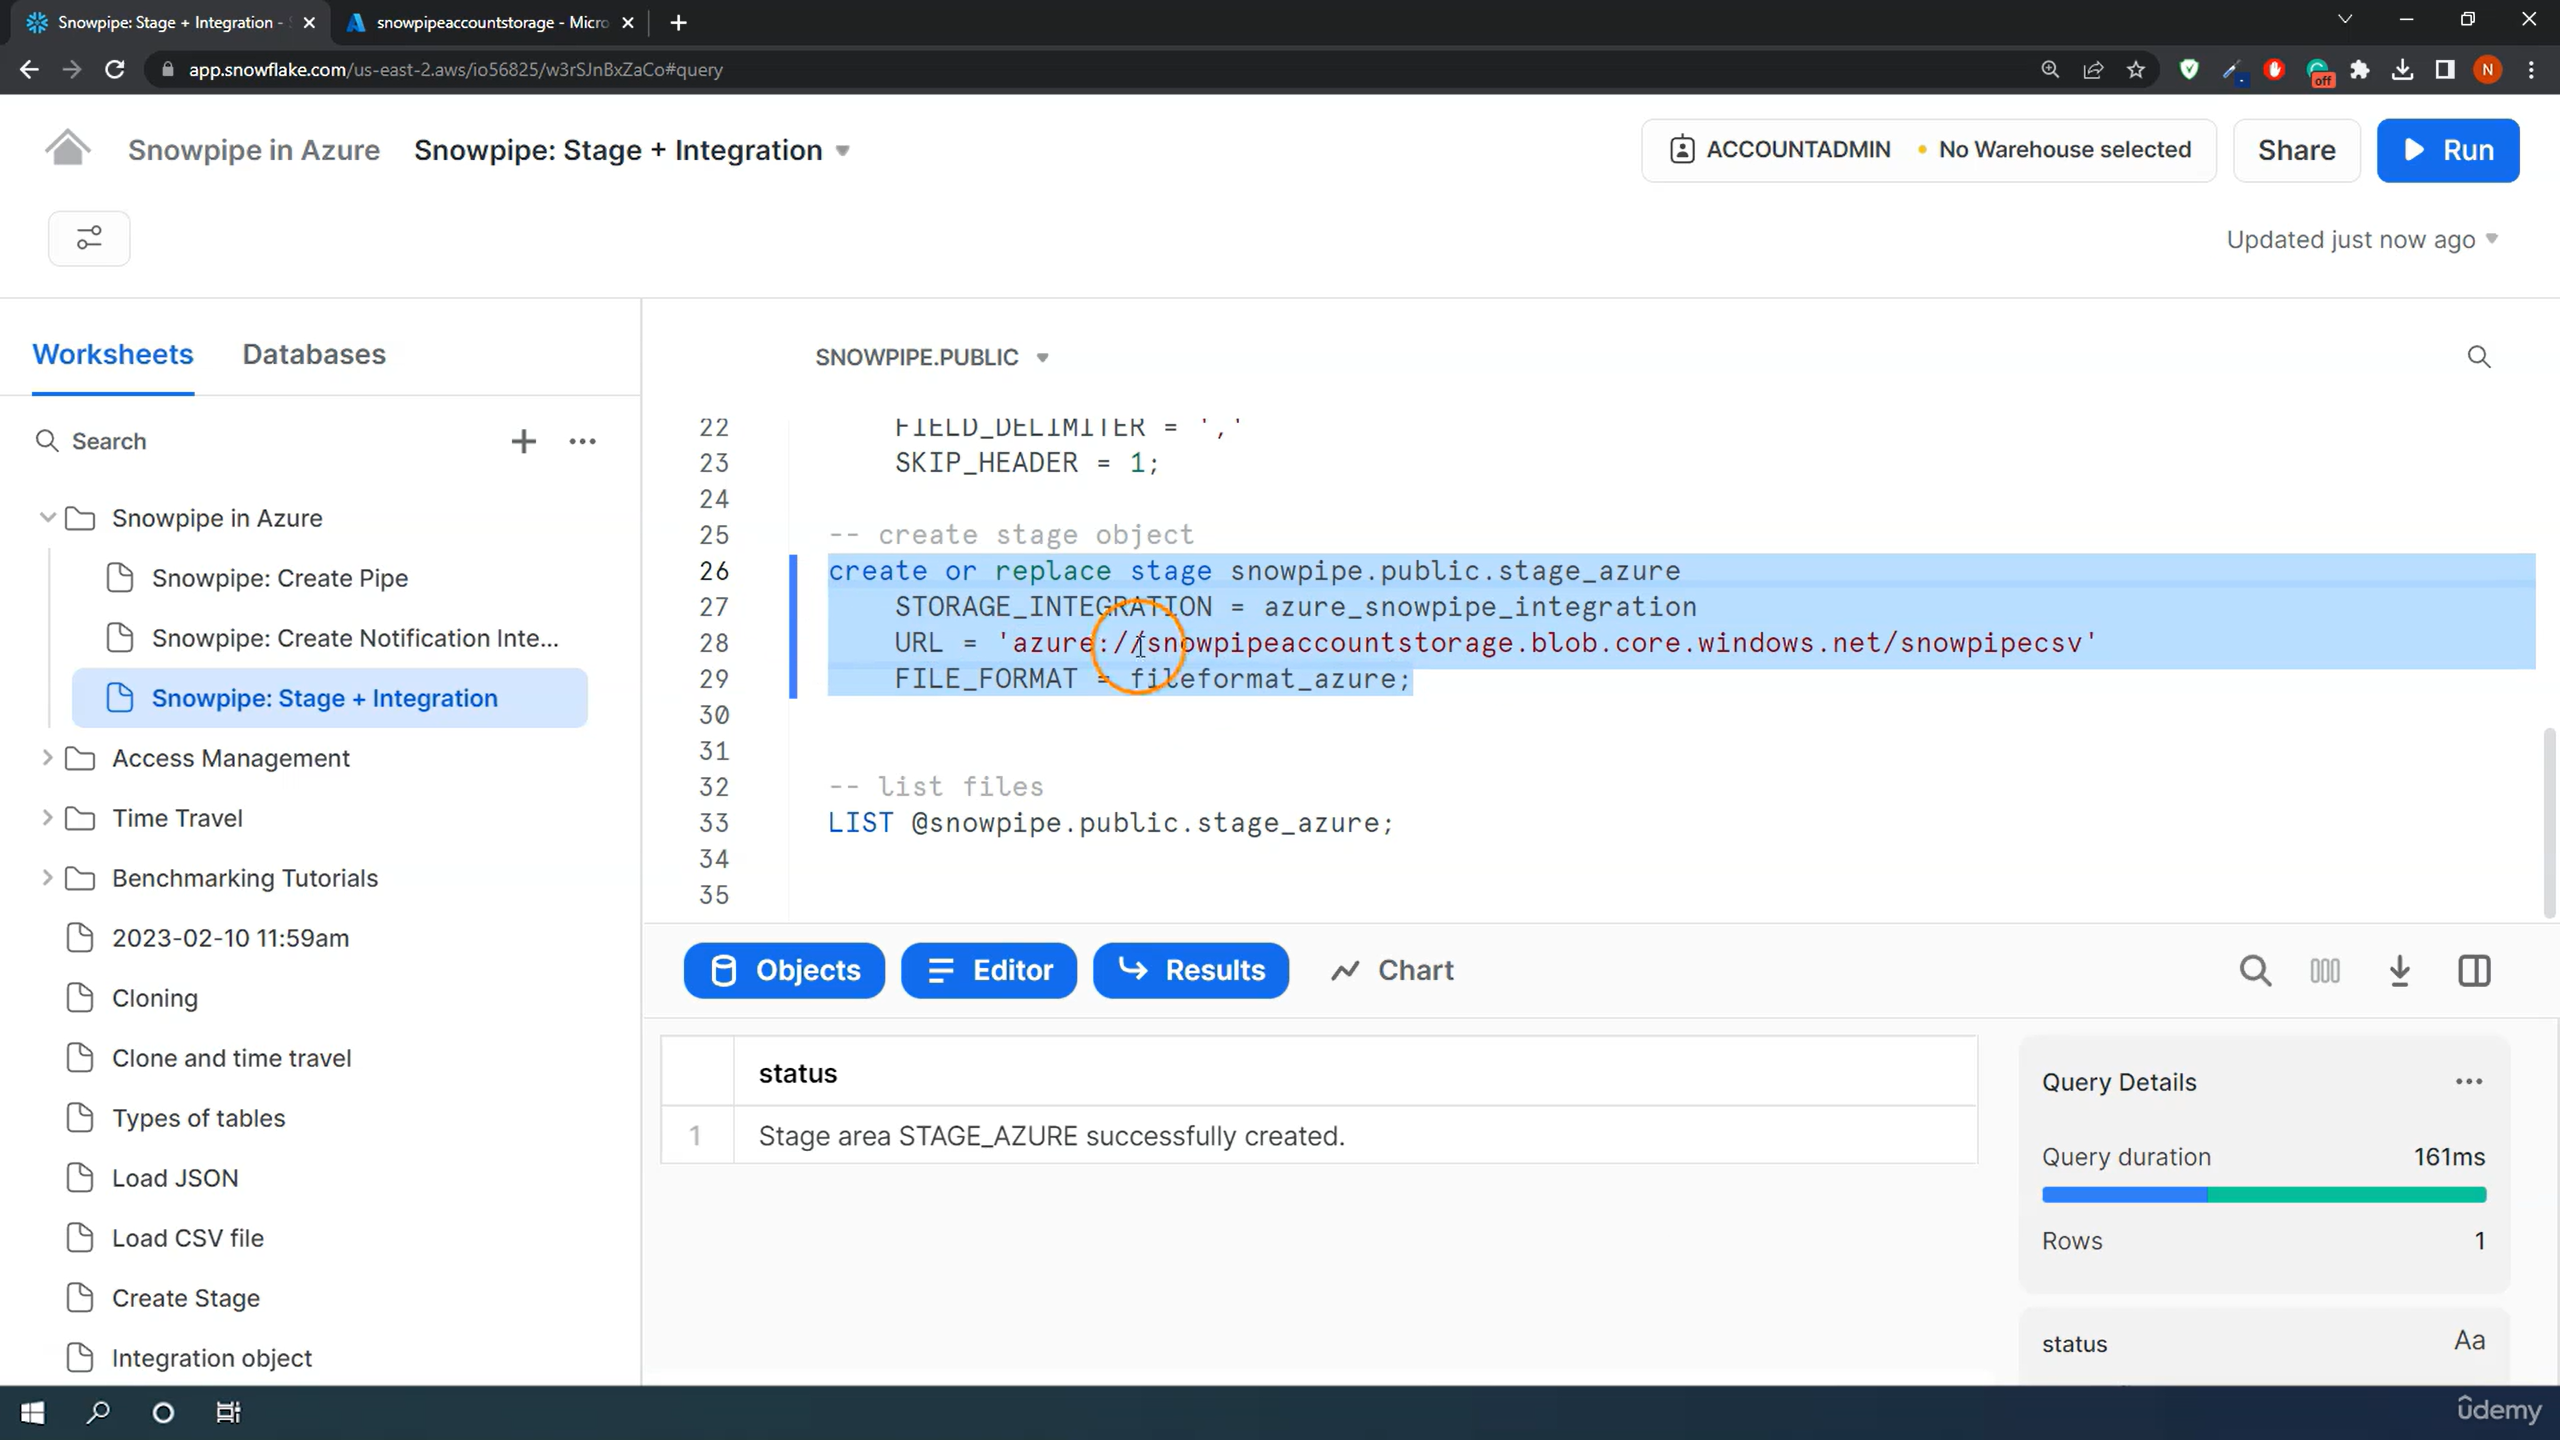 Snowpipe: Stage + Integration -
snowpipeaccountstorage - Micro
app.snowflake.com/us-east-2.aws/io56825/w3rSJnBxZaCo#query
off
N
Snowpipe in Azure
Snowpipe: Stage + Integration
ACCOUNTADMIN
No Warehouse selected
Share
Run
Updated just now ago
Worksheets
Databases
Search
Snowpipe in Azure
Snowpipe: Create Pipe
Snowpipe: Create Notification Inte...
Snowpipe: Stage + Integration
Access Management
Time Travel
Benchmarking Tutorials
2023-02-10 11:59am
Cloning
Clone and time travel
Types of tables
Load JSON
Load CSV file
Create Stage
Integration object
SNOWPIPE.PUBLIC
22 FIELD_DELIMITER = ','
23 SKIP_HEADER = 1;
24
25 -- create stage object
26 create or replace stage snowpipe.public.stage_azure
27 STORAGE_INTEGRATION = azure_snowpipe_integration
28 URL = 'azure://snowpipeaccountstorage.blob.core.windows.net/snowpipecsv'
29 FILE_FORMAT = fileformat_azure;
30
31
32 -- list files
33 LIST @snowpipe.public.stage_azure;
34
35
Objects
Editor
Results
Chart
status
1 Stage area STAGE_AZURE successfully created.
Query Details
Query duration 161ms
Rows 1
status Aa
ûdemy